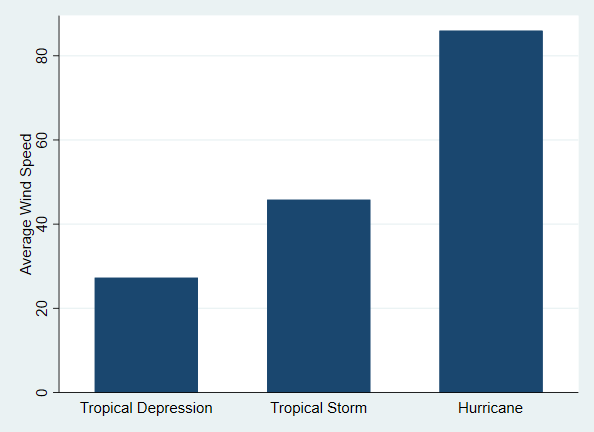 Average Wind Speed
80
60
40
20
0
Tropical Depression
Tropical Storm
Hurricane